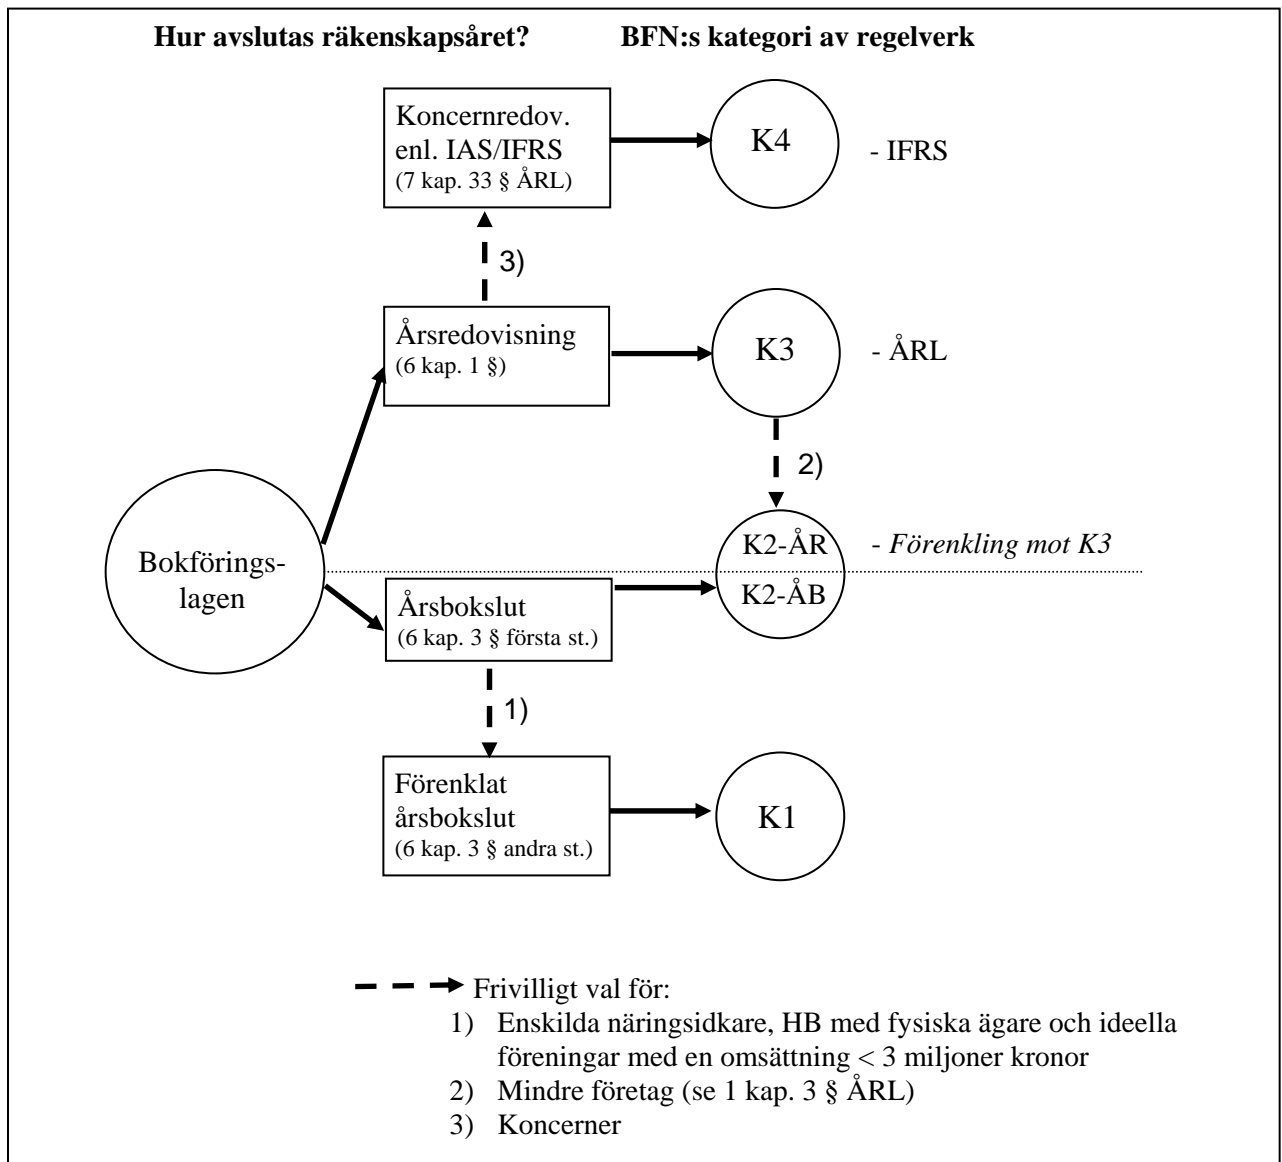 Hur avslutas räkenskapsåret?
BFN:s kategori av regelverk
Koncernredov.
enl. IAS/IFRS
(7 kap. 33 § ÅRL)
K4
- IFRS
3)
Årsredovisning
(6 kap. 1 §)
K3
- ÅRL
2)
Bokförings-
lagen
K2-ÅR
- Förenkling mot K3
K2-ÅB
Årsbokslut
(6 kap. 3 § första st.)
1)
Förenklat
årsbokslut
(6 kap. 3 § andra st.)
K1
Frivilligt val för:
1) Enskilda näringsidkare, HB med fysiska ägare och ideella
föreningar med en omsättning < 3 miljoner kronor
2) Mindre företag (se 1 kap. 3 § ÅRL)
3) Koncerner